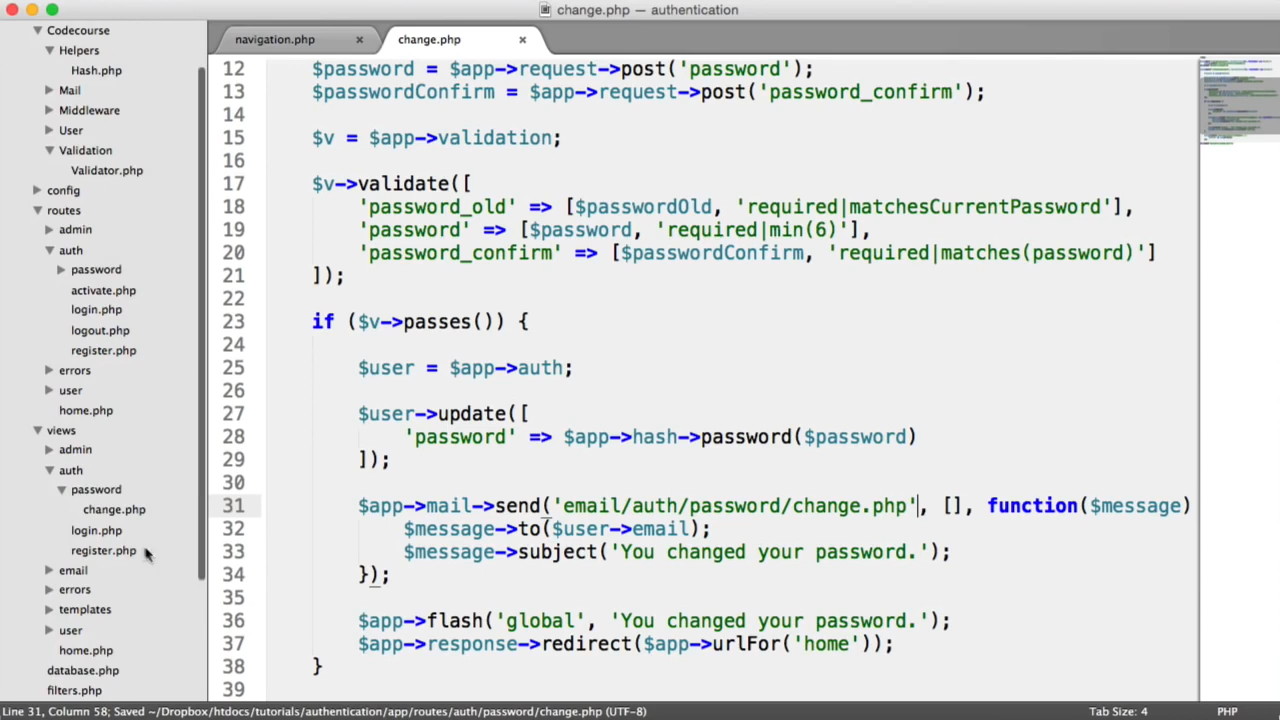 change.php — authentication
Codecourse
Helpers
Hash.php
Mail
Middleware
User
Validation
Validator.php
config
routes
admin
auth
password
activate.php
login.php
logout.php
register.php
errors
user
home.php
views
admin
auth
password
change.php
login.php
register.php
email
errors
templates
user
home.php
database.php
filters.php
navigation.php × change.php ×
12 $password = $app->request->post('password');
13 $passwordConfirm = $app->request->post('password_confirm');
14
15 $v = $app->validation;
16
17 $v->validate([
18 'password_old' => [$passwordOld, 'required|matchesCurrentPassword'],
19 'password' => [$password, 'required|min(6)'],
20 'password_confirm' => [$passwordConfirm, 'required|matches(password)']
21 ]);
22
23 if ($v->passes()) {
24
25 $user = $app->auth;
26
27 $user->update([
28 'password' => $app->hash->password($password)
29 ]);
30
31 $app->mail->send('email/auth/password/change.php', [], function($message)
32 $message->to($user->email);
33 $message->subject('You changed your password.');
34 });
35
36 $app->flash('global', 'You changed your password.');
37 $app->response->redirect($app->urlFor('home'));
38 }
39
Line 31, Column 58; Saved ~/Dropbox/htdocs/tutorials/authentication/app/routes/auth/password/change.php (UTF-8) Tab Size: 4 PHP